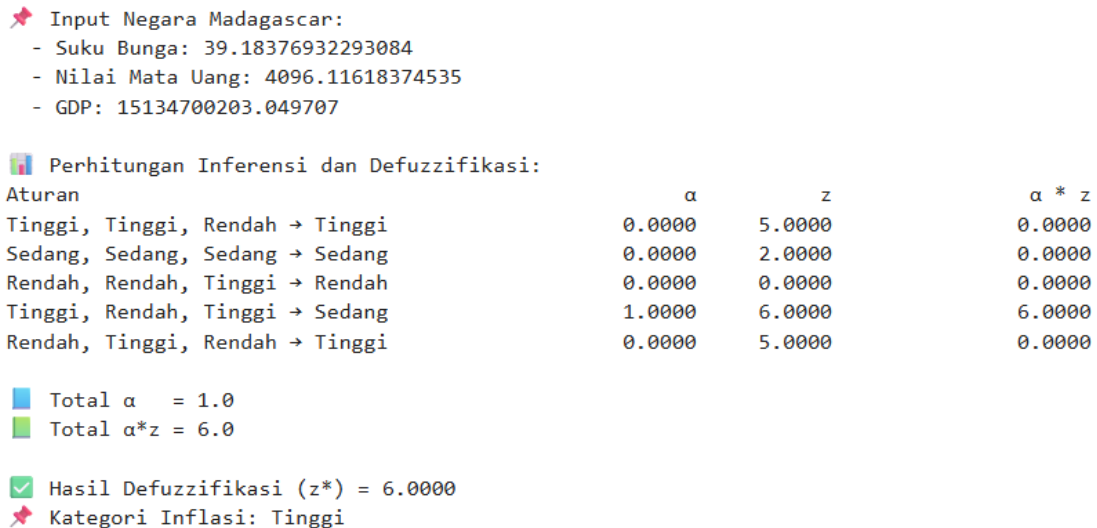 📌 Input Negara Madagascar:
- Suku Bunga: 39.18376932293084
- Nilai Mata Uang: 4096.11618374535
- GDP: 15134700203.049707
📊 Perhitungan Inferensi dan Defuzzifikasi:
Aturan α z α * z
Tinggi, Tinggi, Rendah → Tinggi 0.0000 5.0000 0.0000
Sedang, Sedang, Sedang → Sedang 0.0000 2.0000 0.0000
Rendah, Rendah, Tinggi → Rendah 0.0000 0.0000 0.0000
Tinggi, Rendah, Tinggi → Sedang 1.0000 6.0000 6.0000
Rendah, Tinggi, Rendah → Tinggi 0.0000 5.0000 0.0000
📘 Total α = 1.0
📗 Total α*z = 6.0
✅ Hasil Defuzzifikasi (z*) = 6.0000
📌 Kategori Inflasi: Tinggi